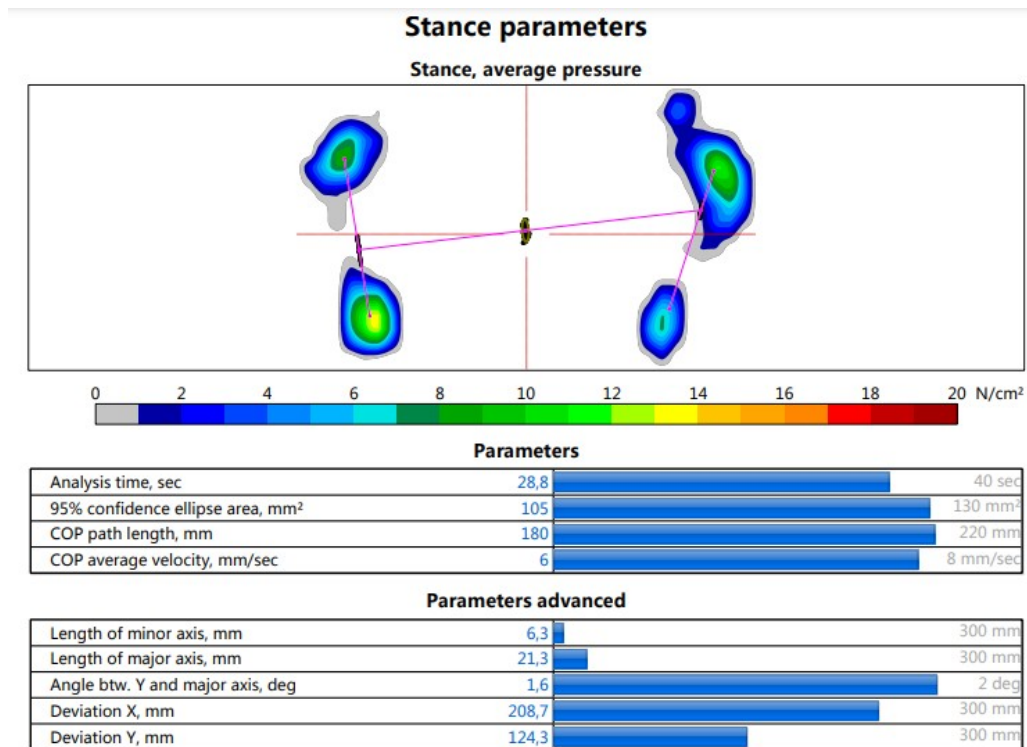 Stance parameters
Stance, average pressure
0 2 4 6 8 10 12 14 16 18 20 N/cm²
Parameters
Analysis time, sec 28,8 40 sec
95% confidence ellipse area, mm² 105 130 mm²
COP path length, mm 180 220 mm
COP average velocity, mm/sec 6 8 mm/sec
Parameters advanced
Length of minor axis, mm 6,3 300 mm
Length of major axis, mm 21,3 300 mm
Angle btw. Y and major axis, deg 1,6 2 deg
Deviation X, mm 208,7 300 mm
Deviation Y, mm 124,3 300 mm